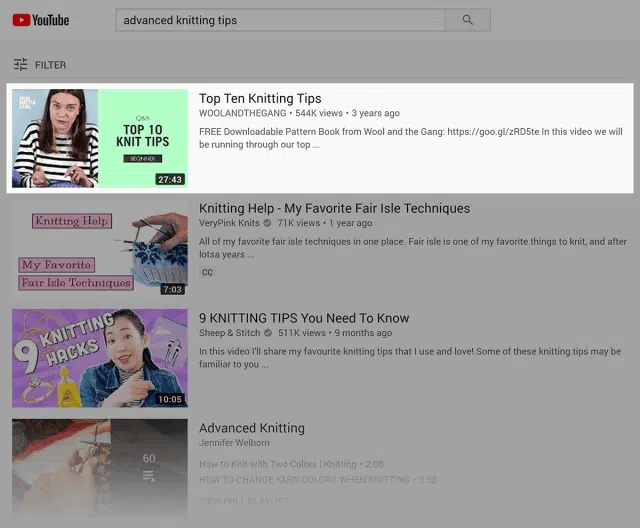 YouTube
advanced knitting tips
FILTER
WOOL
AND THE
GANG
Q&A
TOP 10
KNIT TIPS
BEGINNER
27:43
Top Ten Knitting Tips
WOOLANDTHEGANG • 544K views • 3 years ago
FREE Downloadable Pattern Book from Wool and the Gang: https://goo.gl/zRD5te In this video we will
be running through our top ...
Knitting Help
My Favorite
Fair Isle Techniques
7:03
Knitting Help - My Favorite Fair Isle Techniques
VeryPink Knits 71K views • 1 year ago
All of my favorite fair isle techniques in one place. Fair isle is one of my favorite things to knit, and after
lotsa years ...
CC
9 KNITTING
HACKS
10:05
9 KNITTING TIPS You Need To Know
Sheep & Stitch 511K views • 9 months ago
In this video I'll share my favourite knitting tips that I use and love! Some of these knitting tips may be
familiar to you ...
60
Advanced Knitting
Jennifer Welborn
How to Knit with Two Colors | Knitting • 2:08
HOW TO CHANGE YARN COLORS WHEN KNITTING • 3:58
VIEW FULL PLAYLIST